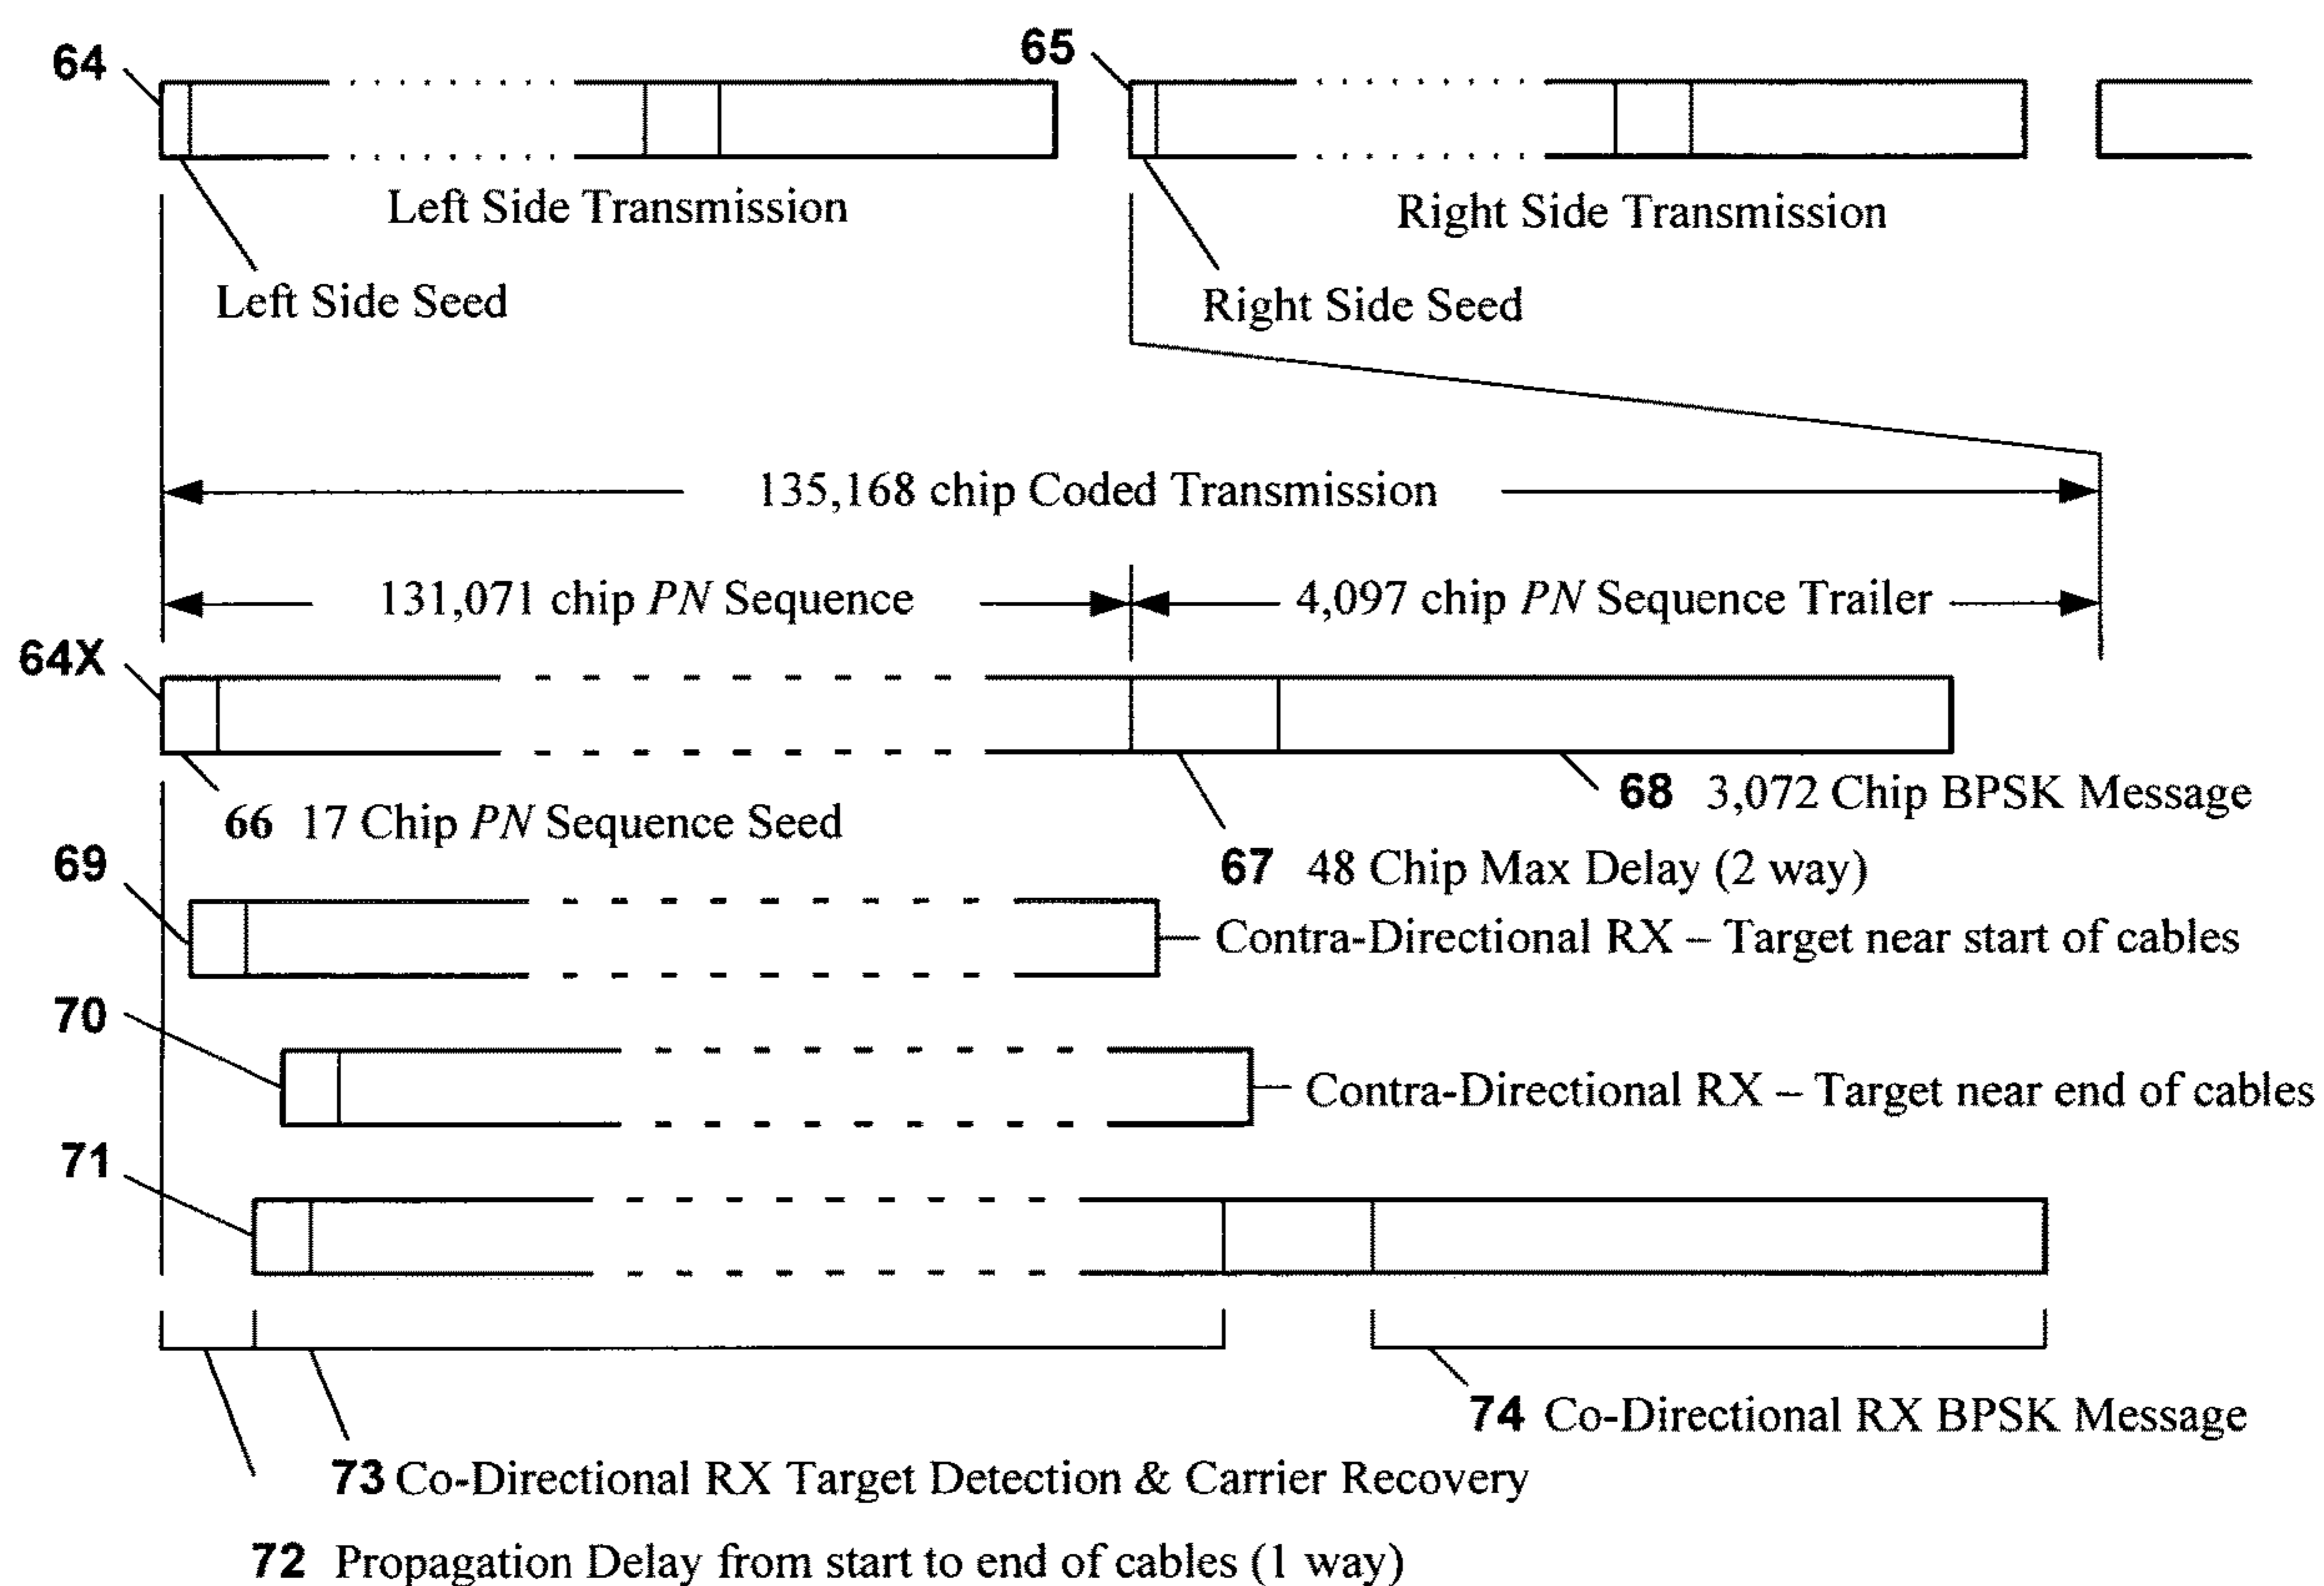 64
65
Left Side Transmission
Right Side Transmission
Left Side Seed
Right Side Seed
135,168 chip Coded Transmission
131,071 chip PN Sequence
4,097 chip PN Sequence Trailer
64X
68 3,072 Chip BPSK Message
66 17 Chip PN Sequence Seed
69
67 48 Chip Max Delay (2 way)
Contra-Directional RX – Target near start of cables
70
Contra-Directional RX – Target near end of cables
71
74 Co-Directional RX BPSK Message
73 Co-Directional RX Target Detection & Carrier Recovery
72 Propagation Delay from start to end of cables (1 way)